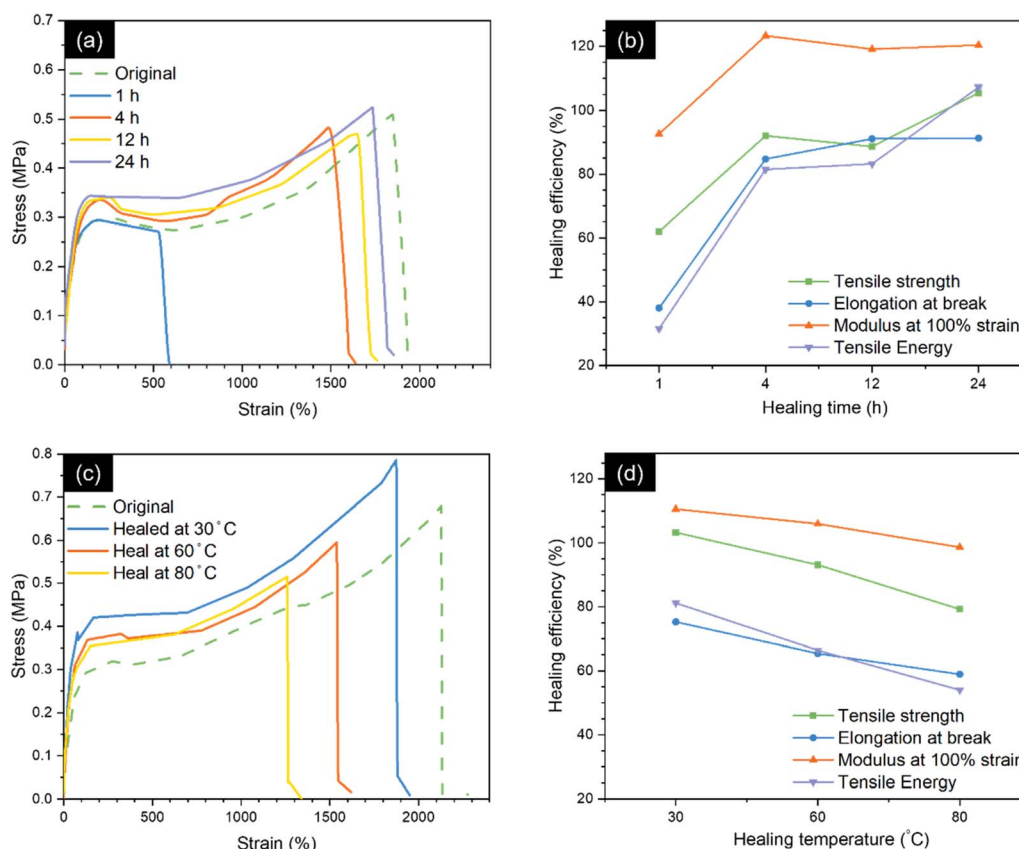 (a)
Original
1 h
4 h
12 h
24 h
Stress (MPa)
0.7
0.6
0.5
0.4
0.3
0.2
0.1
0.0
0 500 1000 1500 2000
Strain (%)
(b)
Healing efficiency (%)
120
100
80
60
40
20
Tensile strength
Elongation at break
Modulus at 100% strain
Tensile Energy
1 4 12 24
Healing time (h)
(c)
Original
Healed at 30°C
Heal at 60°C
Heal at 80°C
Stress (MPa)
0.8
0.7
0.6
0.5
0.4
0.3
0.2
0.1
0.0
0 500 1000 1500 2000
Strain (%)
(d)
Healing efficiency (%)
120
100
80
60
40
20
Tensile strength
Elongation at break
Modulus at 100% strain
Tensile Energy
30 60 80
Healing temperature (°C)